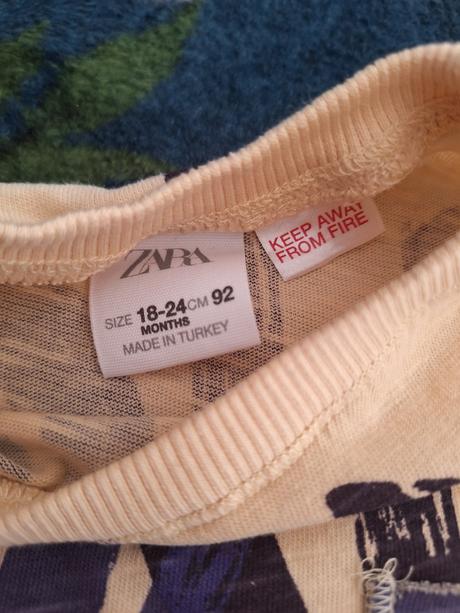 ZARA
SIZE 18-24 CM 92
MONTHS
MADE IN TURKEY
KEEP AWAY
FROM FIRE